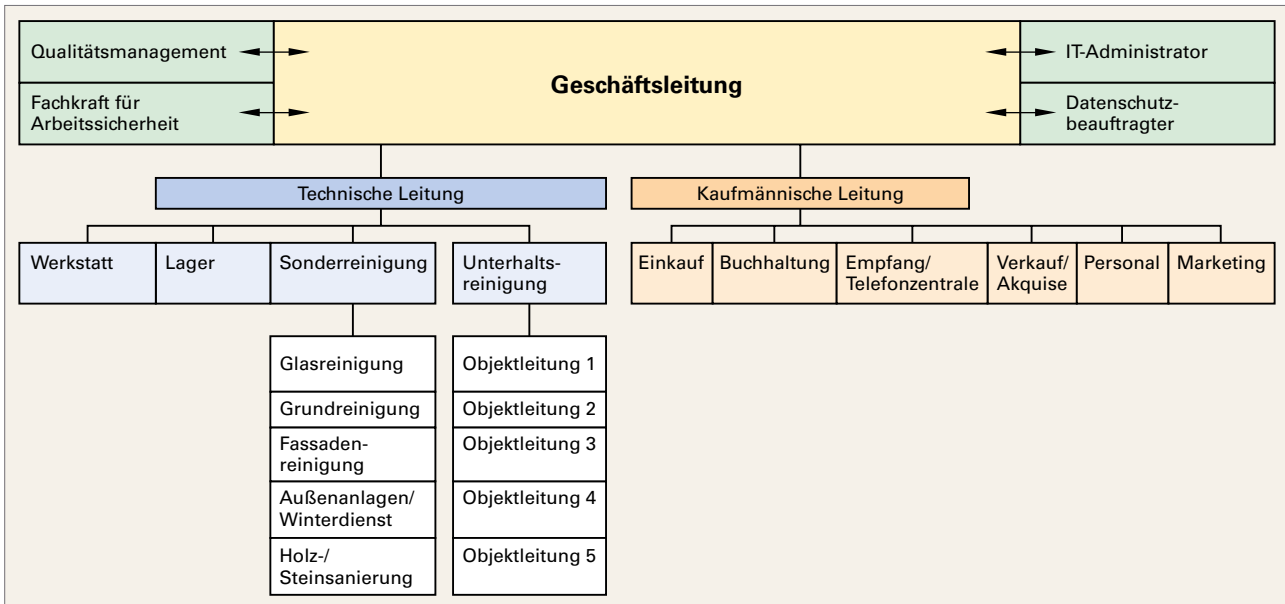 Qualitätsmanagement
Fachkraft für
Arbeitssicherheit
Geschäftsleitung
IT-Administrator
Datenschutz-
beauftragter
Technische Leitung
Kaufmännische Leitung
Werkstatt
Lager
Sonderreinigung
Unterhalts-
reinigung
Einkauf
Buchhaltung
Empfang/
Telefonzentrale
Verkauf/
Akquise
Personal
Marketing
Glasreinigung
Grundreinigung
Fassaden-
reinigung
Außenanlagen/
Winterdienst
Holz-/
Steinsanierung
Objektleitung 1
Objektleitung 2
Objektleitung 3
Objektleitung 4
Objektleitung 5